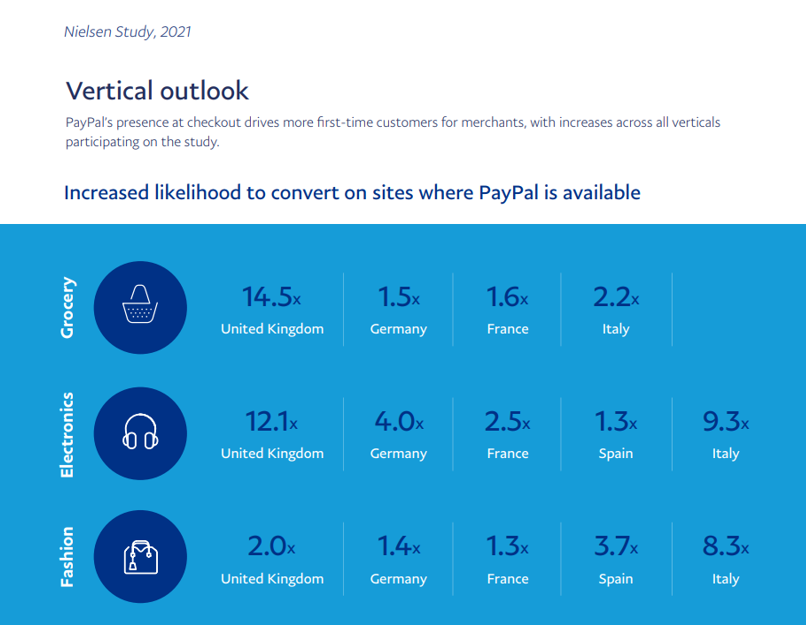 Nielsen Study, 2021
Vertical outlook
PayPal's presence at checkout drives more first-time customers for merchants, with increases across all verticals
participating on the study.
Increased likelihood to convert on sites where PayPal is available
Grocery
14.5x 1.5x 1.6x 2.2x
United Kingdom Germany France Italy
Electronics
12.1x 4.0x 2.5x 1.3x 9.3x
United Kingdom Germany France Spain Italy
Fashion
2.0x 1.4x 1.3x 3.7x 8.3x
United Kingdom Germany France Spain Italy